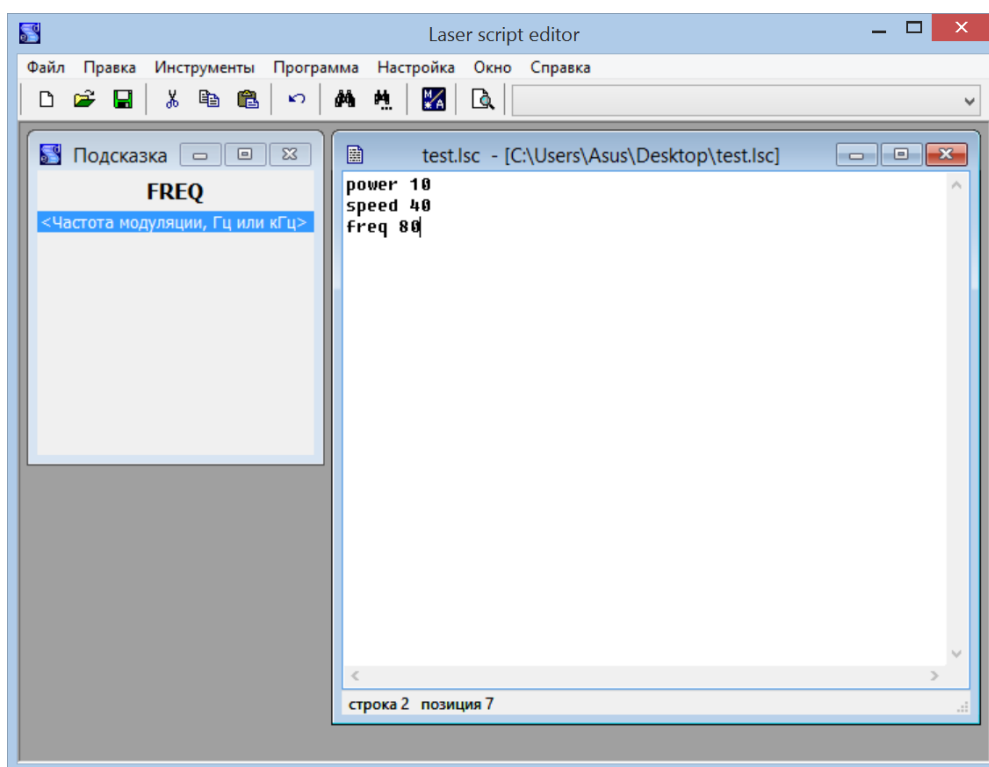 Laser script editor
Файл Правка Инструменты Программа Настройка Окно Справка
Подсказка
FREQ
<Частота модуляции, Гц или кГц>
test.lsc - [C:\Users\Asus\Desktop\test.lsc]
power 10
speed 40
freq 80
строка 2 позиция 7